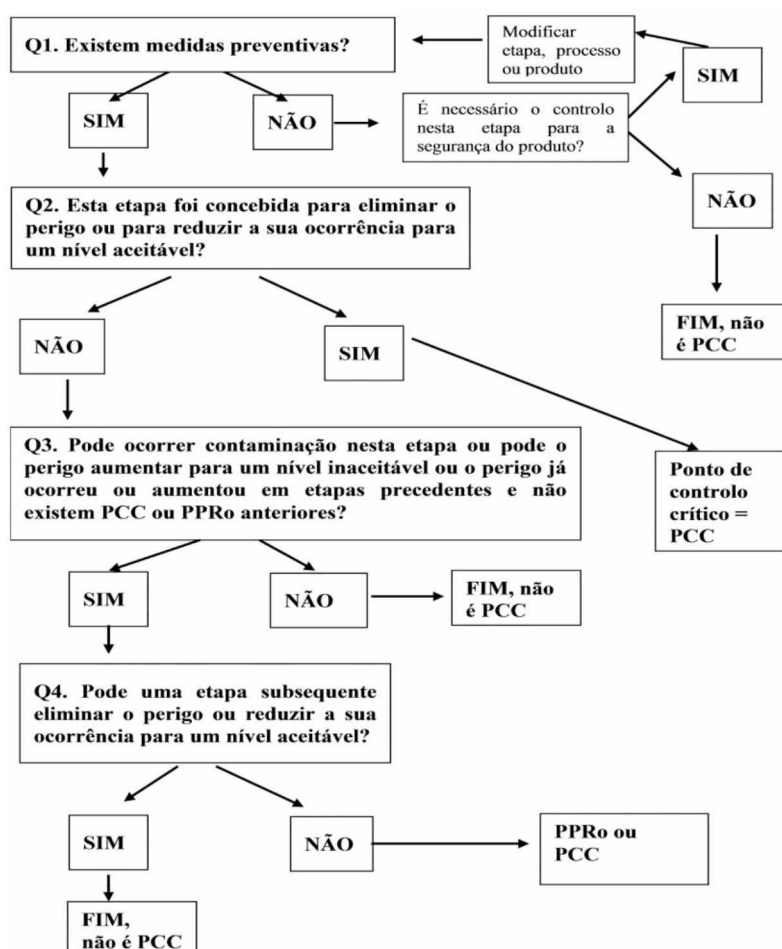 Q1. Existem medidas preventivas?
Modificar
etapa, processo
ou produto
SIM
SIM
NÃO
É necessário o controlo
nesta etapa para a
segurança do produto?
NÃO
Q2. Esta etapa foi concebida para eliminar o
perigo ou para reduzir a sua ocorrência para
um nível aceitável?
FIM, não
é PCC
NÃO
SIM
Q3. Pode ocorrer contaminação nesta etapa ou pode o
perigo aumentar para um nível inaceitável ou o perigo já
ocorreu ou aumentou em etapas precedentes e não
existem PCC ou PPRo anteriores?
Ponto de
controlo
crítico =
PCC
SIM
NÃO
FIM, não
é PCC
Q4. Pode uma etapa subsequente
eliminar o perigo ou reduzir a sua
ocorrência para um nível aceitável?
SIM
NÃO
PPRo ou
PCC
FIM,
não é PCC